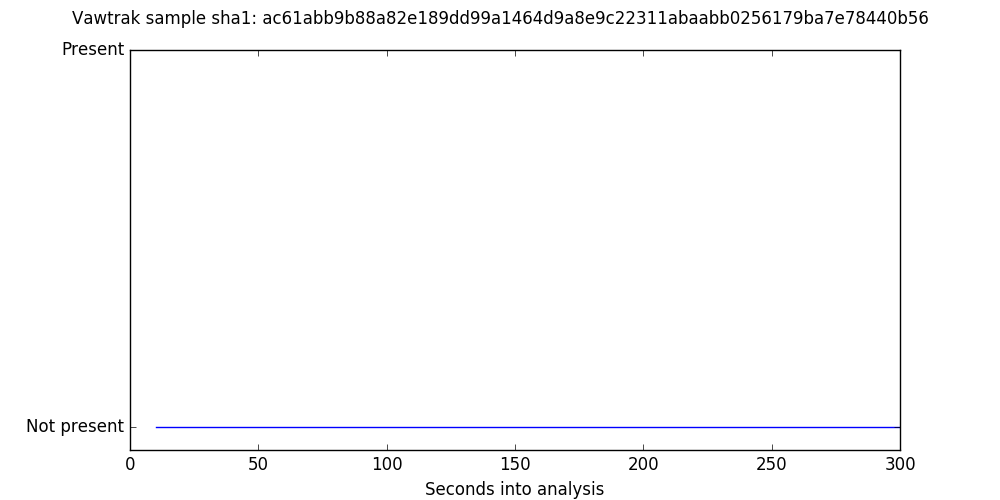 Vawtrak sample sha1: ac61abb9b88a82e189dd99a1464d9a8e9c22311abaabb0256179ba7e78440b56
Present
Not present
0 50 100 150 200 250 300
Seconds into analysis